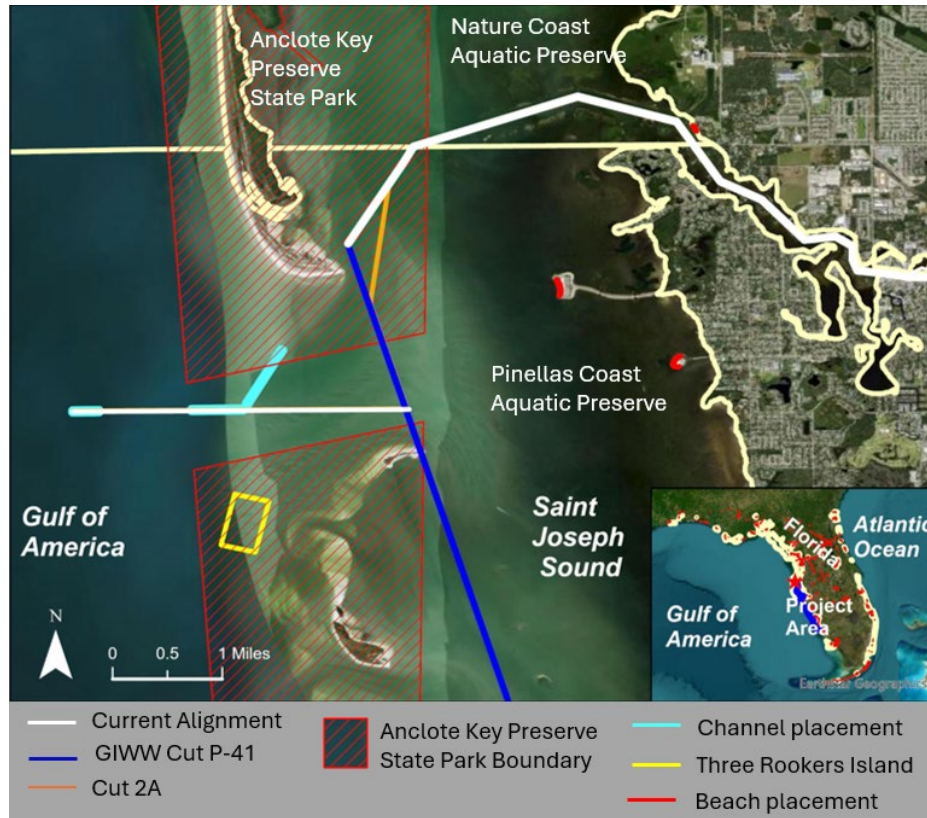 Anclote Key
Preserve
State Park
Nature Coast
Aquatic Preserve
Pinellas Coast
Aquatic Preserve
Gulf of
America
Saint
Joseph
Sound
N
0 0.5 1 Miles
Florida
Atlantic
Ocean
Gulf of
America
Project
Area
Earthstar Geographics
Current Alignment
GIWW Cut P-41
Cut 2A
Anclote Key Preserve
State Park Boundary
Channel placement
Three Rookers Island
Beach placement